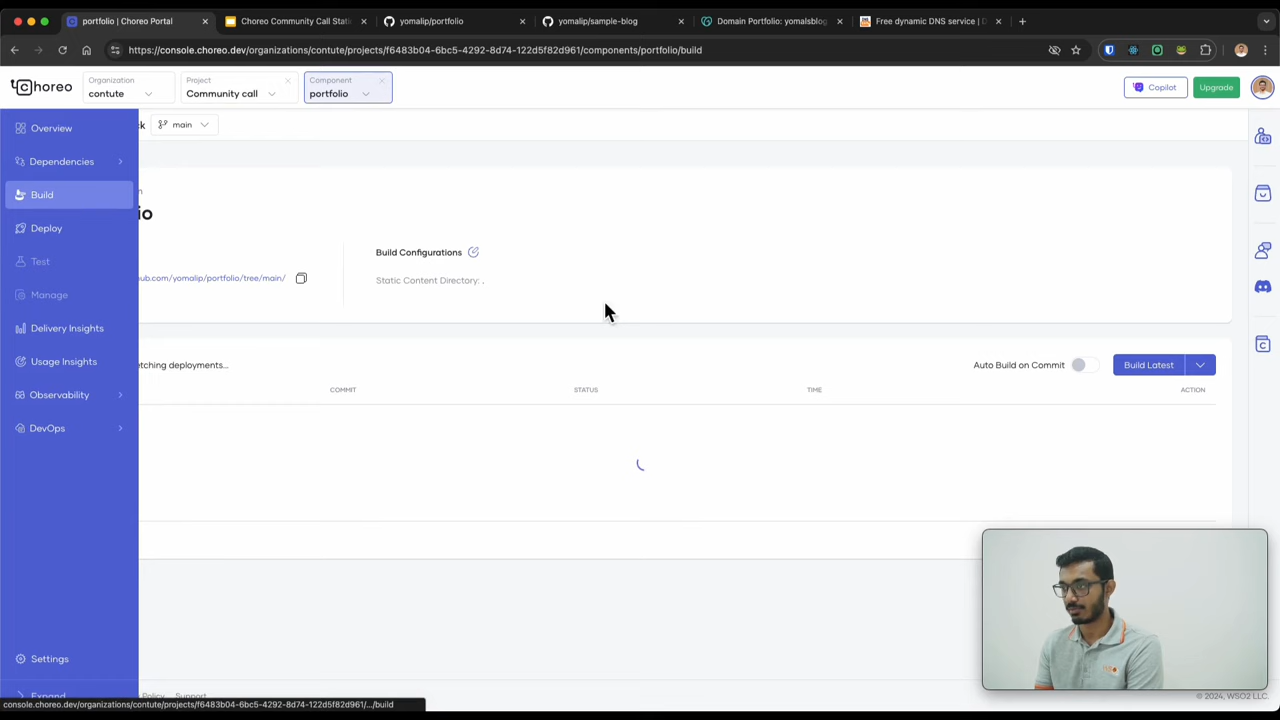 portfolio | Choreo Portal
Choreo Community Call Stati
yomalip/portfolio
yomalip/sample-blog
Domain Portfolio: yomalsblog
Free dynamic DNS service | D
https://console.choreo.dev/organizations/contute/projects/f6483b04-6bc5-4292-8d74-122d5f82d961/components/portfolio/build
Choreo
Organization
contute
Project
Community call
Component
portfolio
Copilot
Upgrade
Overview
ck
main
Dependencies
Build
n
io
Deploy
Build Configurations
Test
ub.com/yomalip/portfolio/tree/main/
Static Content Directory: .
Manage
Delivery Insights
Usage Insights
etching deployments...
Auto Build on Commit
Build Latest
COMMIT
STATUS
TIME
ACTION
Observability
DevOps
Settings
Expand
Policy
Support
© 2024, WSO2 LLC.
console.choreo.dev/organizations/contute/projects/f6483b04-6bc5-4292-8d74-122d5f82d961/.../build